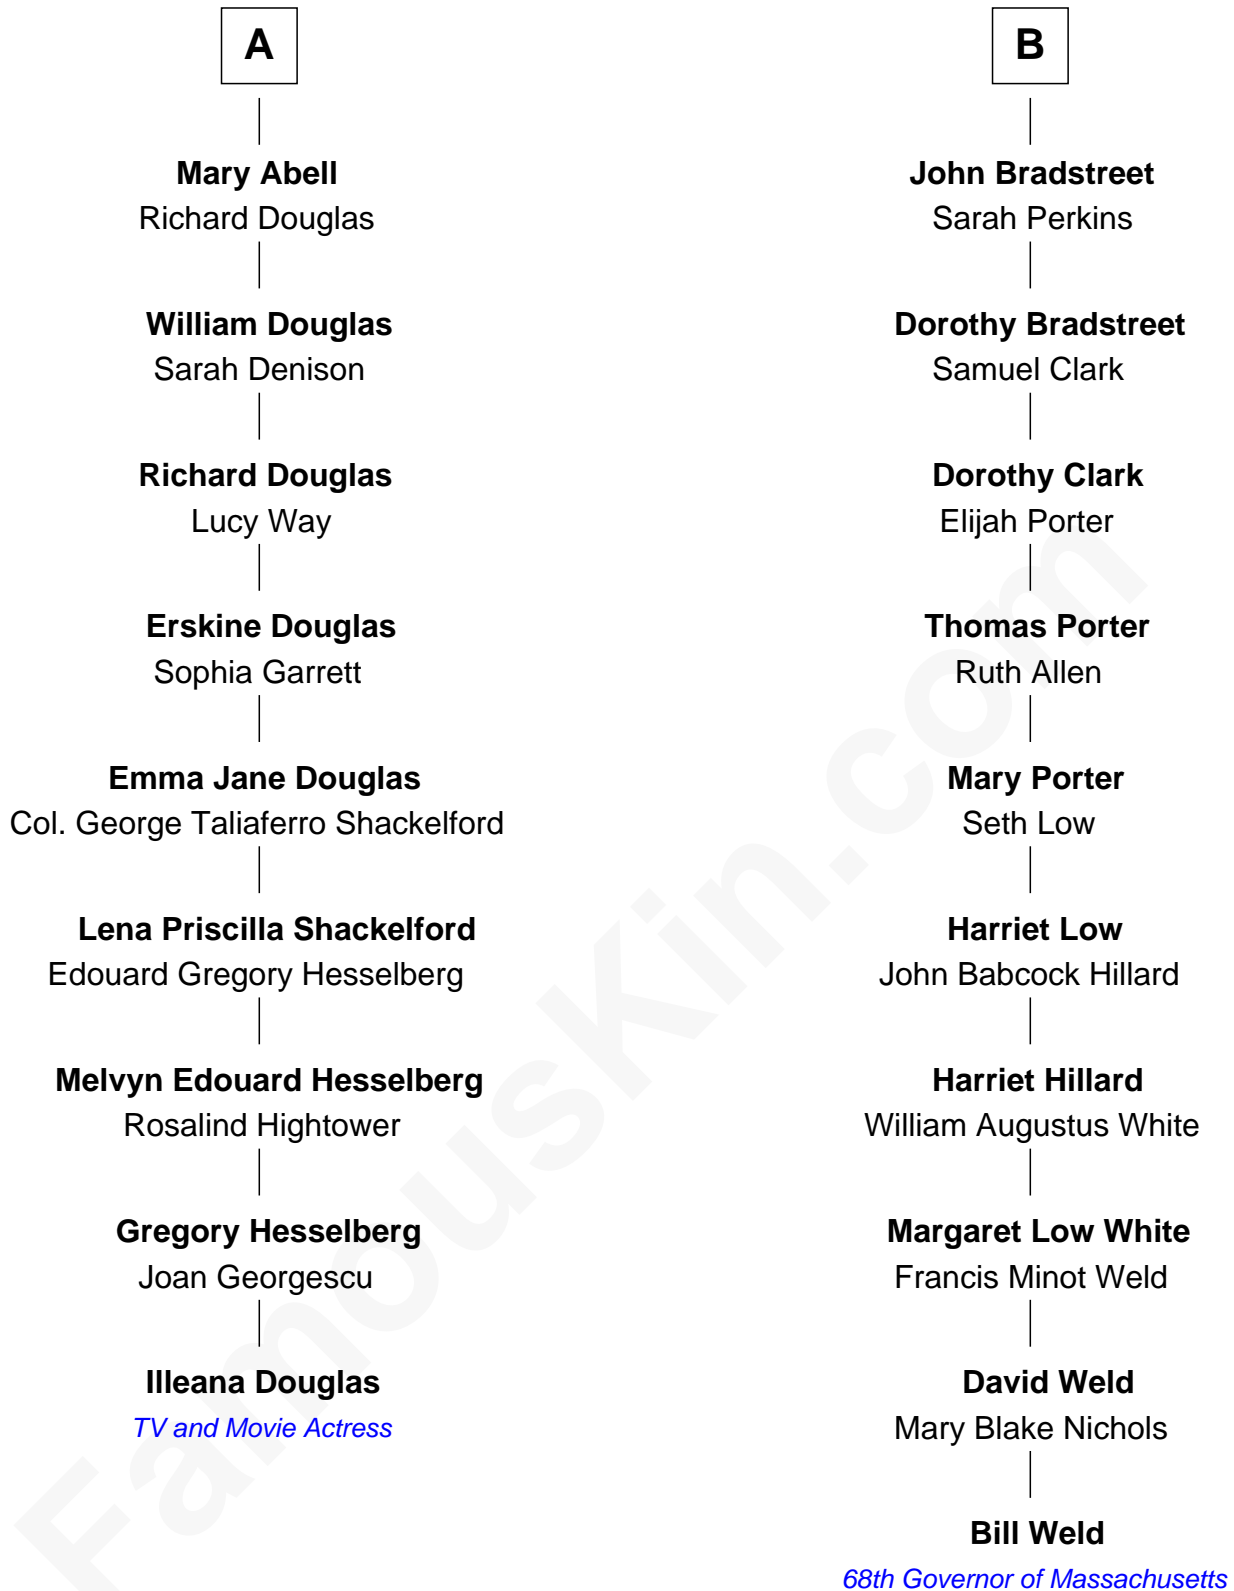 A
Mary Abell
Richard Douglas
William Douglas
Sarah Denison
Richard Douglas
Lucy Way
Erskine Douglas
Sophia Garrett
Emma Jane Douglas
Col. George Taliaferro Shackelford
Lena Priscilla Shackelford
Edouard Gregory Hesselberg
Melvyn Edouard Hesselberg
Rosalind Hightower
Gregory Hesselberg
Joan Georgescu
Illeana Douglas
TV and Movie Actress
B
John Bradstreet
Sarah Perkins
Dorothy Bradstreet
Samuel Clark
Dorothy Clark
Elijah Porter
Thomas Porter
Ruth Allen
Mary Porter
Seth Low
Harriet Low
John Babcock Hillard
Harriet Hillard
William Augustus White
Margaret Low White
Francis Minot Weld
David Weld
Mary Blake Nichols
Bill Weld
68th Governor of Massachusetts
FamousKin.com